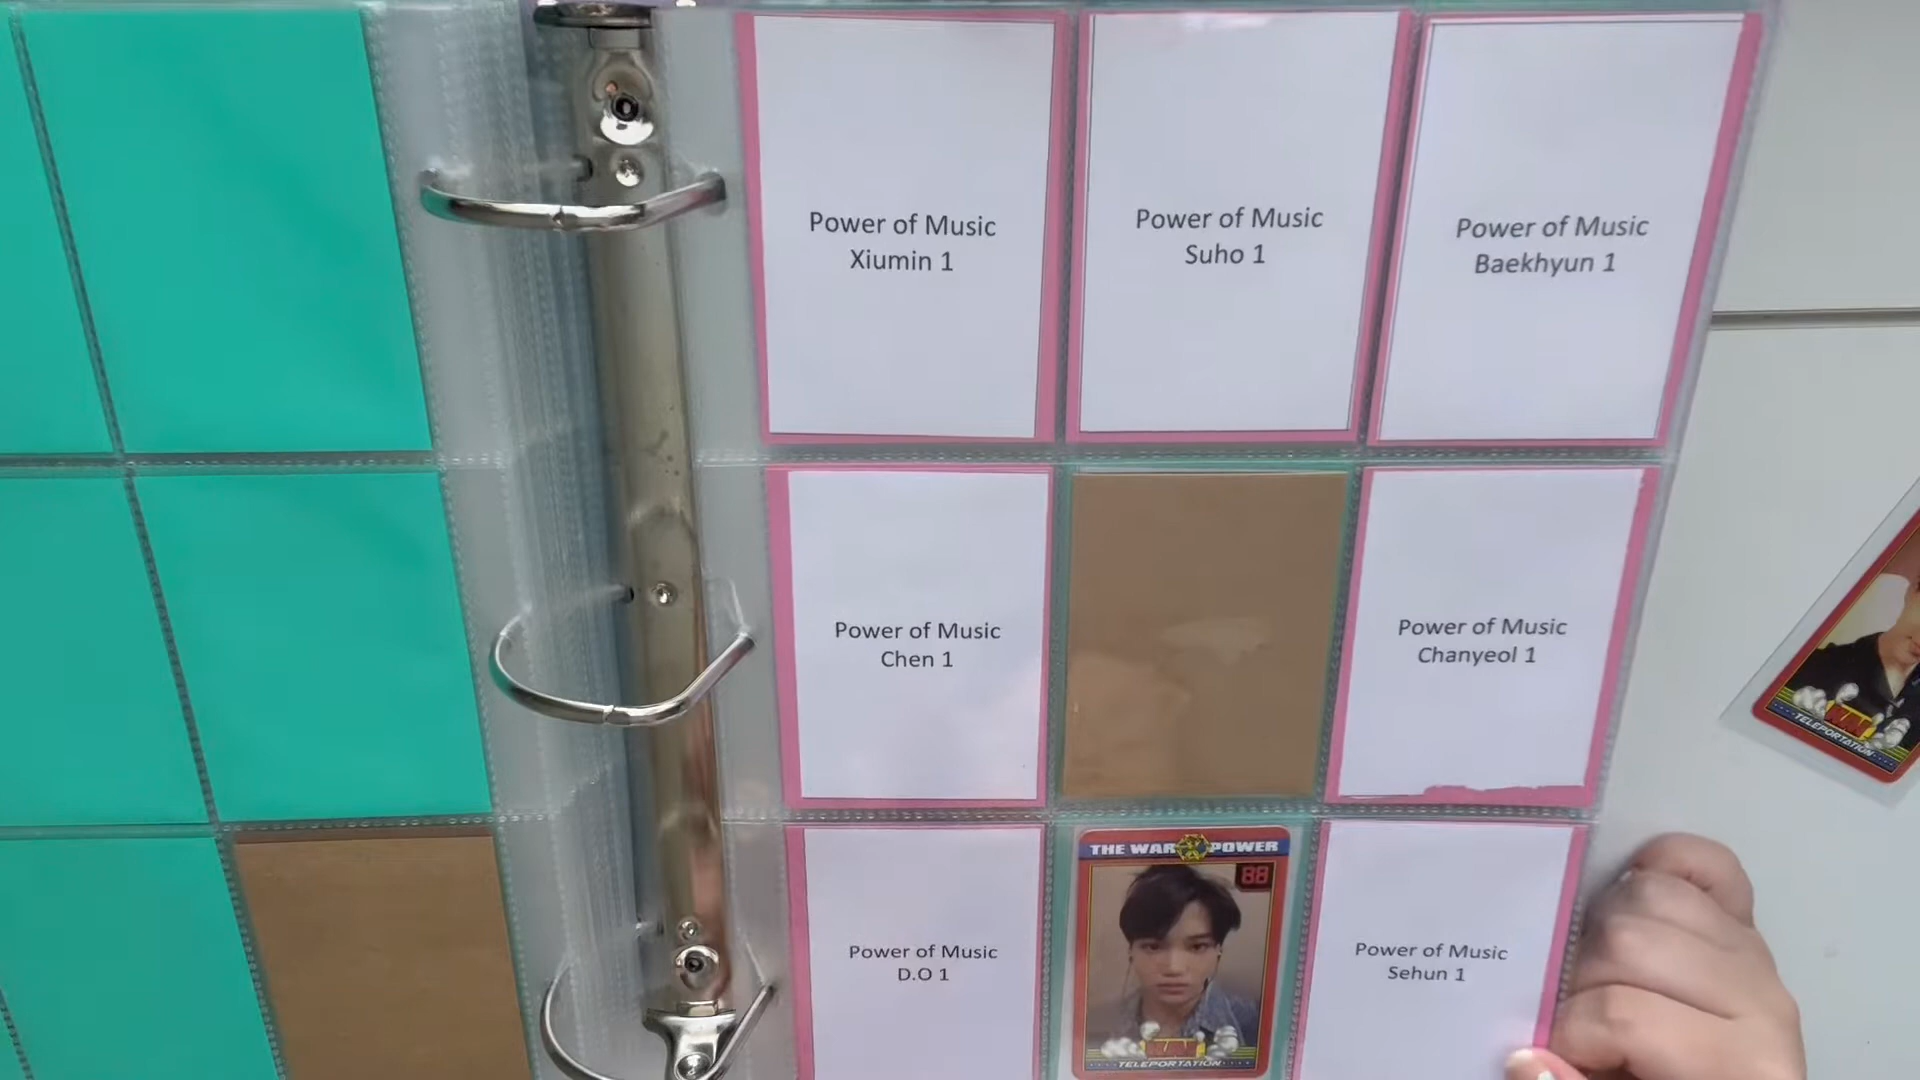 Power of Music
Xiumin 1
Power of Music
Suho 1
Power of Music
Baekhyun 1
Power of Music
Chen 1
Power of Music
Chanyeol 1
KAI
TELEPORTATION
Power of Music
D.O 1
THE WAR POWER
88
KAI
TELEPORTATION
Power of Music
Sehun 1